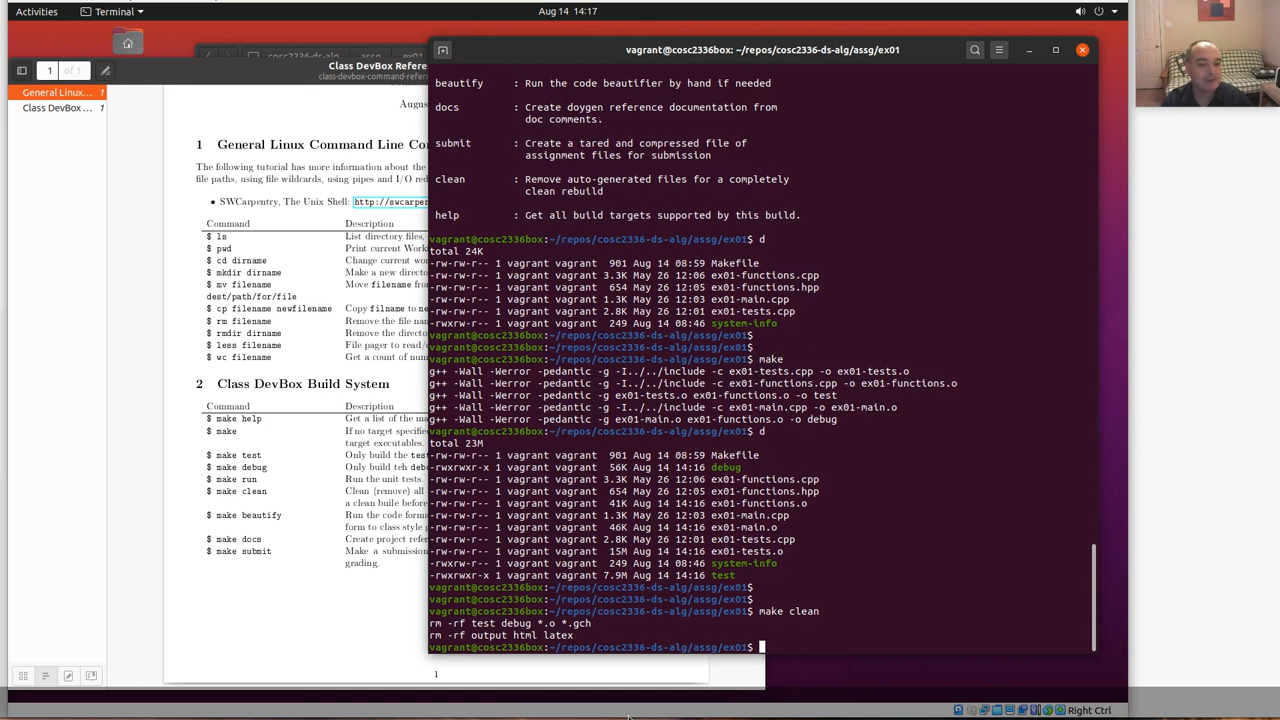 Activities
Terminal
Aug 14 14:17
cosc2336-ds-alg
assg
ex01
vagrant@cosc2336box: ~/repos/cosc2336-ds-alg/assg/ex01
1
of 1
Class DevBox Refere
class-devbox-command-refere
General Linux... 1
Class DevBox ... 1
Augus
1 General Linux Command Line Co
The following tutorial has more information about the
file paths, using file wildcards, using pipes and I/O red
• SWCarpentry, The Unix Shell: http://swcarper
Command Description
$ ls List directory files,
$ pwd Print current Work
$ cd dirname Change current wo
$ mkdir dirname Make a new directo
$ mv filename Move filename fro
dest/path/for/file
$ cp filename newfilename Copy filname to ne
$ rm filename Remove the file na
$ rmdir dirname Remove the directo
$ less filename File pager to read/
$ wc filename Get a count of num
2 Class DevBox Build System
Command Description
$ make help Get a list of the ma
$ make If no target specifie
target executables.
$ make test Only build the test
$ make debug Only build teh deb
$ make run Run the unit tests.
$ make clean Clean (remove) all
a clean buile before
$ make beautify Run the code forma
form to class style g
$ make docs Create project refer
$ make submit Make a submission
grading.
1
beautify : Run the code beautifier by hand if needed
docs : Create doygen reference documentation from
doc comments.
submit : Create a tared and compressed file of
assignment files for submission
clean : Remove auto-generated files for a completely
clean rebuild
help : Get all build targets supported by this build.
vagrant@cosc2336box:~/repos/cosc2336-ds-alg/assg/ex01$ d
total 24K
-rw-rw-r-- 1 vagrant vagrant 901 Aug 14 08:59 Makefile
-rw-rw-r-- 1 vagrant vagrant 3.3K May 26 12:06 ex01-functions.cpp
-rw-rw-r-- 1 vagrant vagrant 654 May 26 12:05 ex01-functions.hpp
-rw-rw-r-- 1 vagrant vagrant 1.3K May 26 12:03 ex01-main.cpp
-rw-rw-r-- 1 vagrant vagrant 2.8K May 26 12:01 ex01-tests.cpp
-rwxrw-r-- 1 vagrant vagrant 249 Aug 14 08:46 system-info
vagrant@cosc2336box:~/repos/cosc2336-ds-alg/assg/ex01$
vagrant@cosc2336box:~/repos/cosc2336-ds-alg/assg/ex01$
vagrant@cosc2336box:~/repos/cosc2336-ds-alg/assg/ex01$ make
g++ -Wall -Werror -pedantic -g -I../../include -c ex01-tests.cpp -o ex01-tests.o
g++ -Wall -Werror -pedantic -g -I../../include -c ex01-functions.cpp -o ex01-functions.o
g++ -Wall -Werror -pedantic -g ex01-tests.o ex01-functions.o -o test
g++ -Wall -Werror -pedantic -g -I../../include -c ex01-main.cpp -o ex01-main.o
g++ -Wall -Werror -pedantic -g ex01-main.o ex01-functions.o -o debug
vagrant@cosc2336box:~/repos/cosc2336-ds-alg/assg/ex01$ d
total 23M
-rw-rw-r-- 1 vagrant vagrant 901 Aug 14 08:59 Makefile
-rwxrwxr-x 1 vagrant vagrant 56K Aug 14 14:16 debug
-rw-rw-r-- 1 vagrant vagrant 3.3K May 26 12:06 ex01-functions.cpp
-rw-rw-r-- 1 vagrant vagrant 654 May 26 12:05 ex01-functions.hpp
-rw-rw-r-- 1 vagrant vagrant 41K Aug 14 14:16 ex01-functions.o
-rw-rw-r-- 1 vagrant vagrant 1.3K May 26 12:03 ex01-main.cpp
-rw-rw-r-- 1 vagrant vagrant 46K Aug 14 14:16 ex01-main.o
-rw-rw-r-- 1 vagrant vagrant 2.8K May 26 12:01 ex01-tests.cpp
-rw-rw-r-- 1 vagrant vagrant 15M Aug 14 14:16 ex01-tests.o
-rwxrw-r-- 1 vagrant vagrant 249 Aug 14 08:46 system-info
-rwxrwxr-x 1 vagrant vagrant 7.9M Aug 14 14:16 test
vagrant@cosc2336box:~/repos/cosc2336-ds-alg/assg/ex01$
vagrant@cosc2336box:~/repos/cosc2336-ds-alg/assg/ex01$
vagrant@cosc2336box:~/repos/cosc2336-ds-alg/assg/ex01$ make clean
rm -rf test debug *.o *.gch
rm -rf output html latex
vagrant@cosc2336box:~/repos/cosc2336-ds-alg/assg/ex01$
Right Ctrl